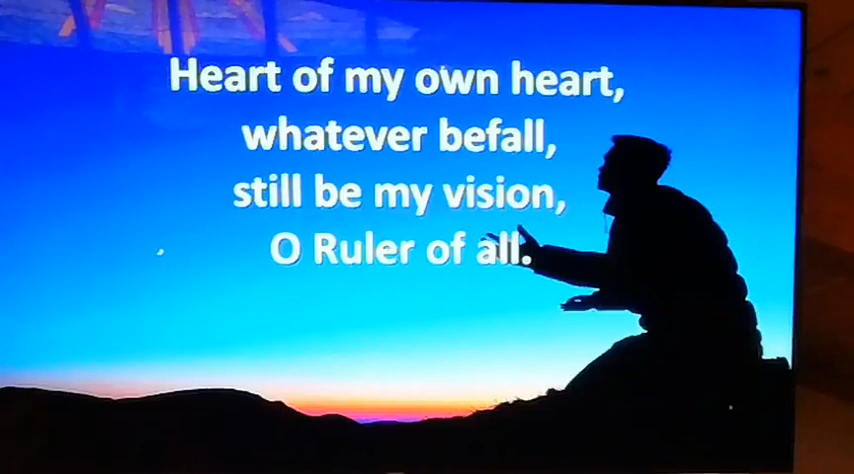 Heart of my own heart,
whatever befall,
still be my vision,
O Ruler of all.